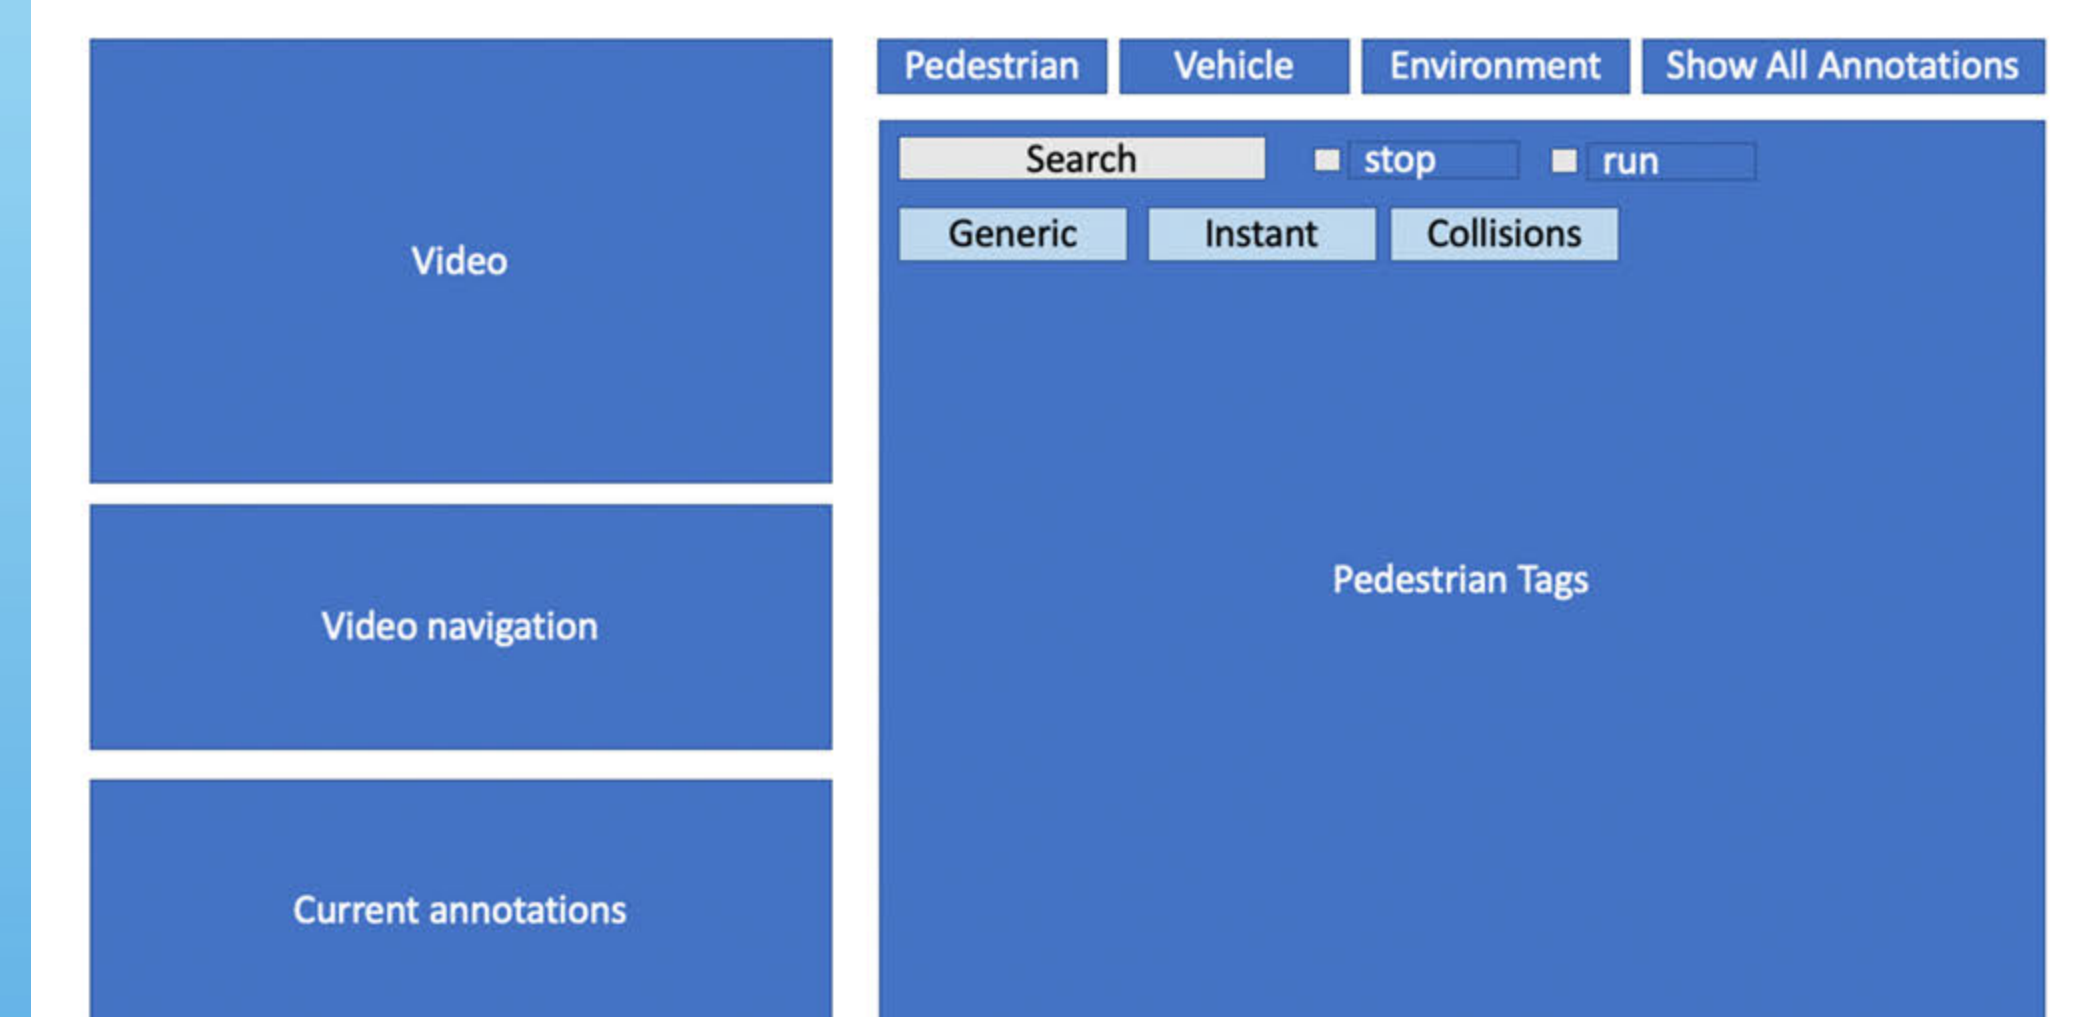 Video
Video navigation
Current annotations
Pedestrian
Vehicle
Environment
Show All Annotations
Search
stop
run
Generic
Instant
Collisions
Pedestrian Tags